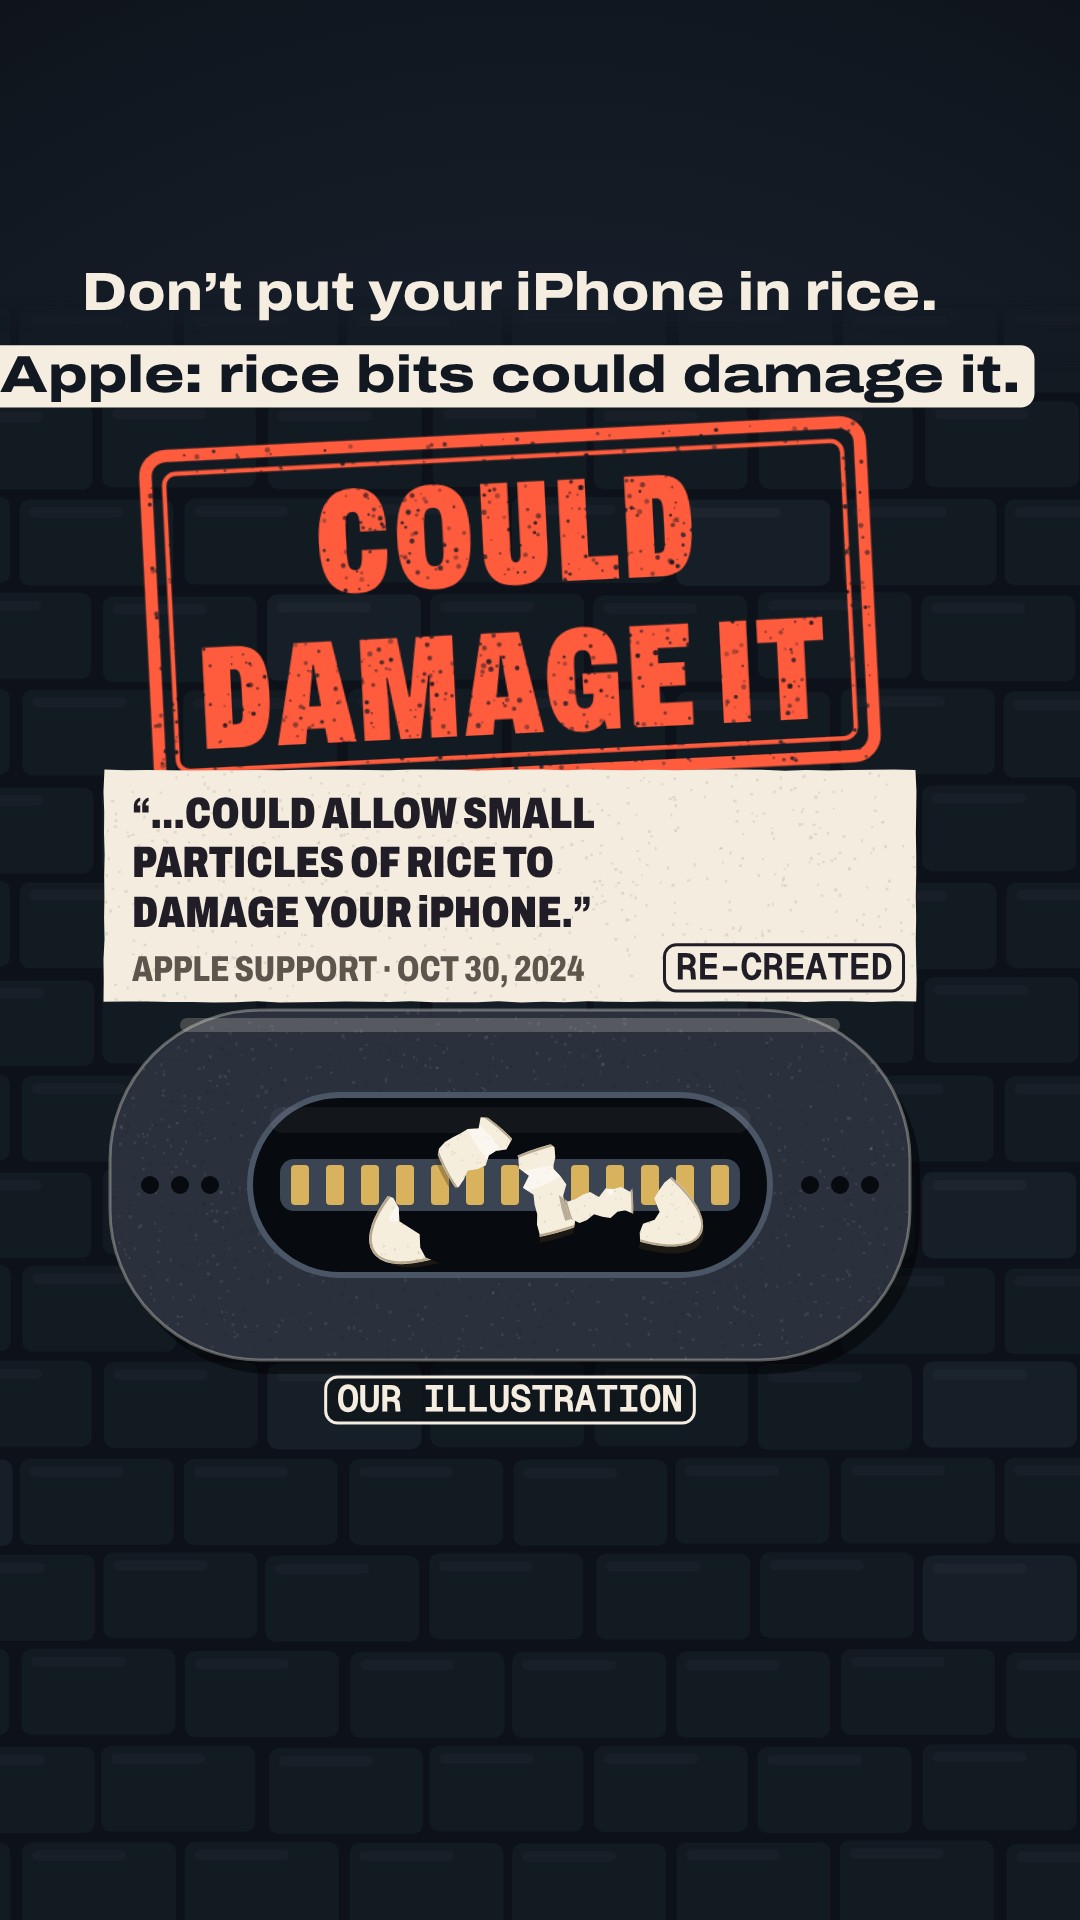 Don’t put your iPhone in rice.
Apple: rice bits could damage it.
COULD
DAMAGE IT
“...COULD ALLOW SMALL
PARTICLES OF RICE TO
DAMAGE YOUR iPHONE.”
APPLE SUPPORT · OCT 30, 2024
RE-CREATED
OUR ILLUSTRATION